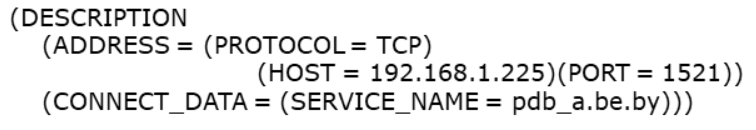 (DESCRIPTION
(ADDRESS = (PROTOCOL = TCP)
(HOST = 192.168.1.225)(PORT = 1521))
(CONNECT_DATA = (SERVICE_NAME = pdb_a.be.by)))